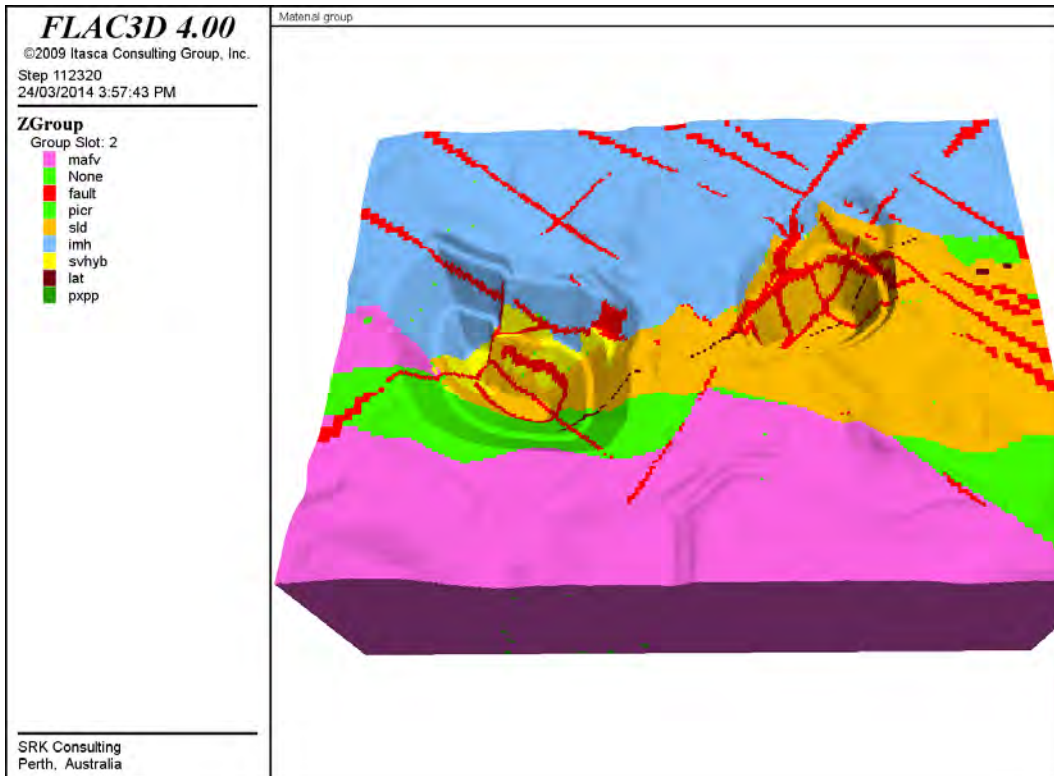 FLAC3D 4.00
©2009 Itasca Consulting Group, Inc.
Step 112320
24/03/2014 3:57:43 PM
ZGroup
Group Slot: 2
mafv
None
fault
picr
sld
imh
svhyb
lat
pxpp
SRK Consulting
Perth, Australia
Material group